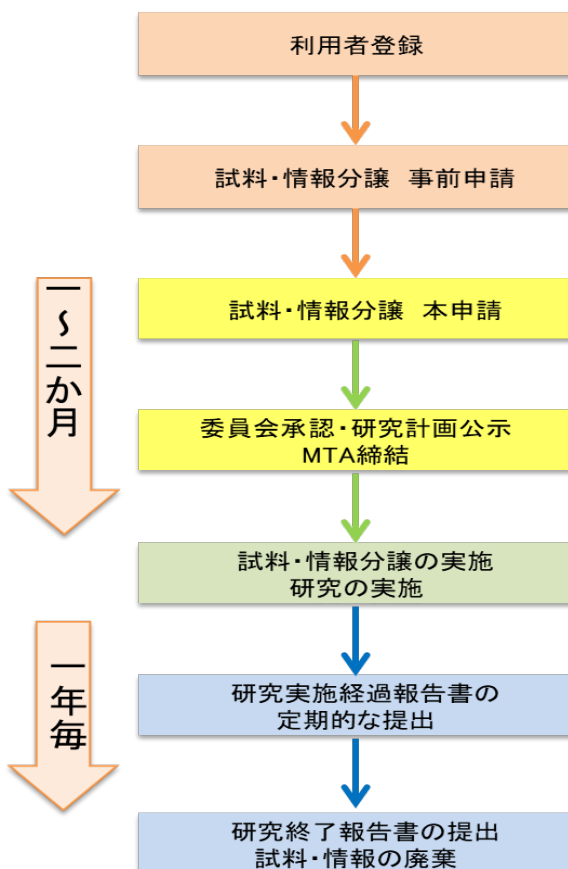 利用者登録
試料・情報分譲　事前申請
試料・情報分譲　本申請
一~二か月
委員会承認・研究計画公示
MTA締結
試料・情報分譲の実施
研究の実施
一年毎
研究実施経過報告書の
定期的な提出
研究終了報告書の提出
試料・情報の廃棄